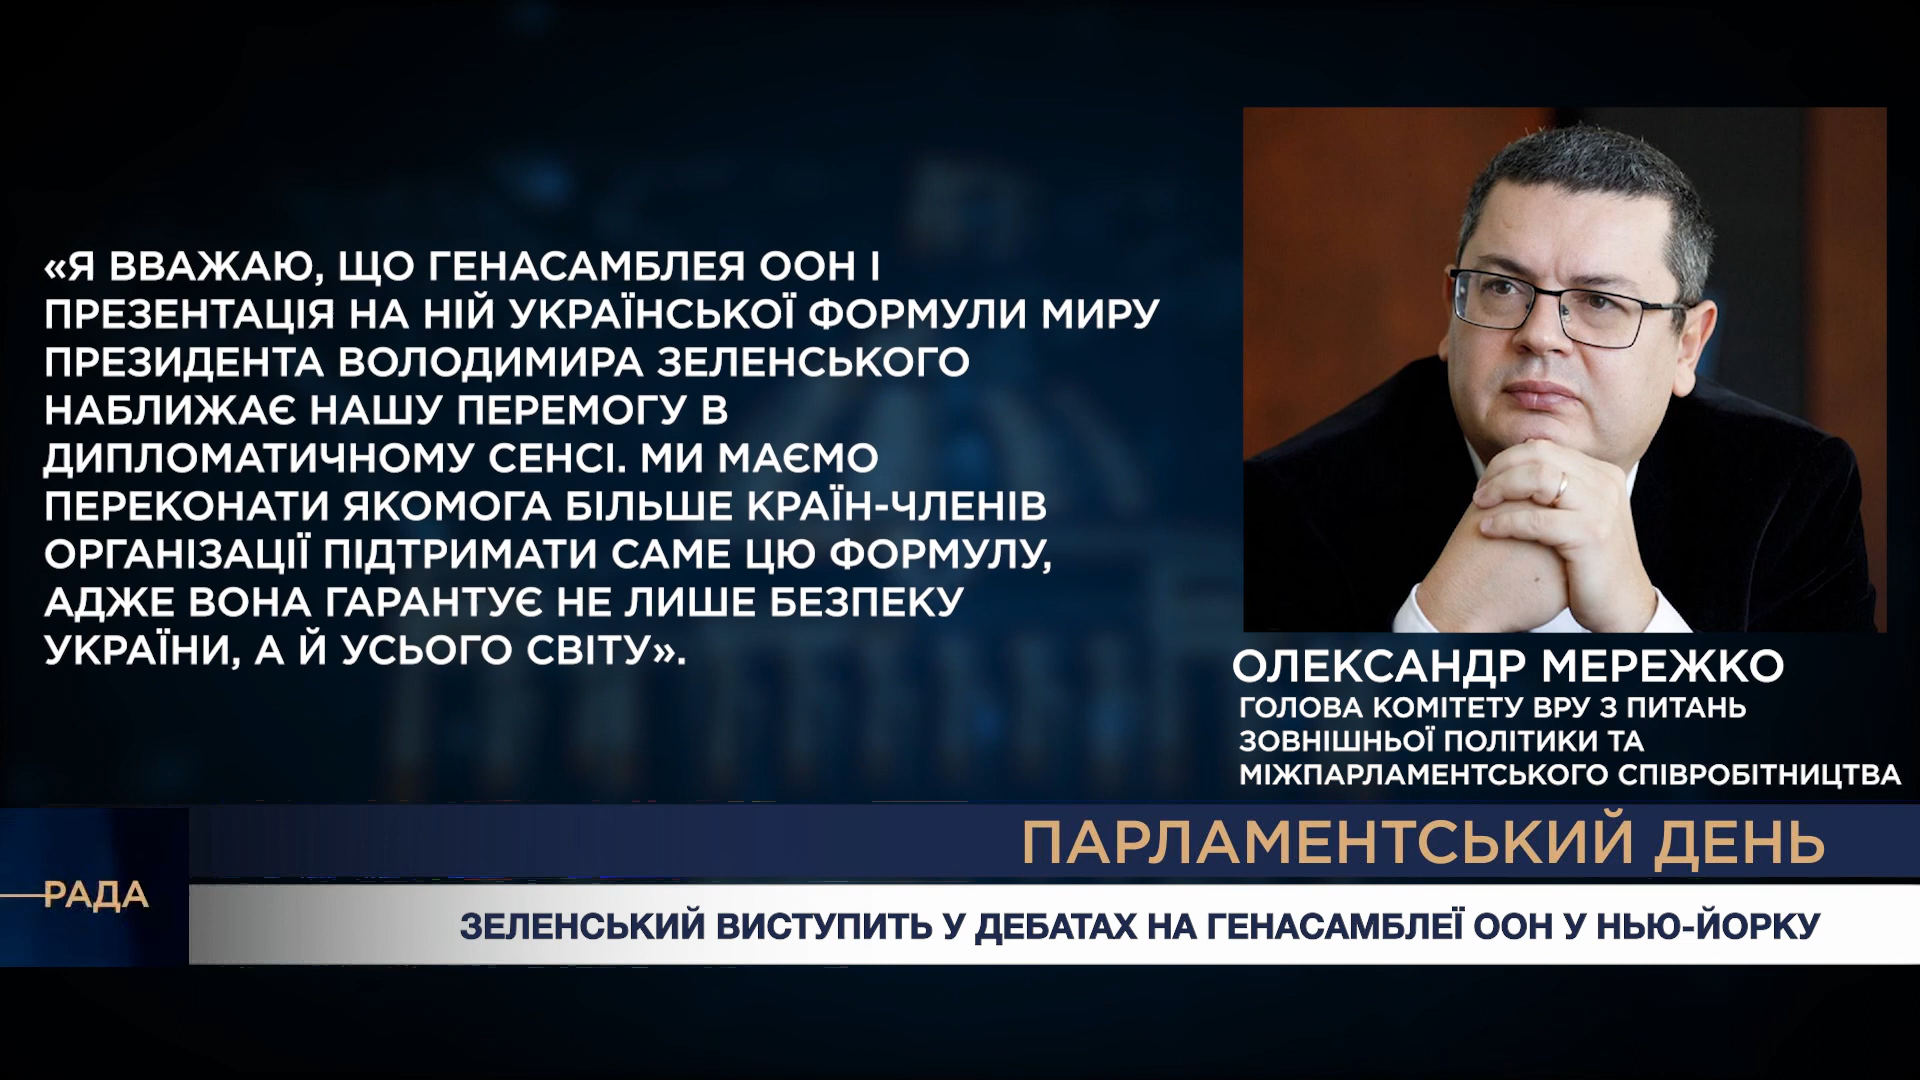 «Я ВВАЖАЮ, ЩО ГЕНАСАМБЛЕЯ ООН І
ПРЕЗЕНТАЦІЯ НА НІЙ УКРАЇНСЬКОЇ ФОРМУЛИ МИРУ
ПРЕЗИДЕНТА ВОЛОДИМИРА ЗЕЛЕНСЬКОГО
НАБЛИЖАЄ НАШУ ПЕРЕМОГУ В
ДИПЛОМАТИЧНОМУ СЕНСІ. МИ МАЄМО
ПЕРЕКОНАТИ ЯКОМОГА БІЛЬШЕ КРАЇН-ЧЛЕНІВ
ОРГАНІЗАЦІЇ ПІДТРИМАТИ САМЕ ЦЮ ФОРМУЛУ,
АДЖЕ ВОНА ГАРАНТУЄ НЕ ЛИШЕ БЕЗПЕКУ
УКРАЇНИ, А Й УСЬОГО СВІТУ».
ОЛЕКСАНДР МЕРЕЖКО
ГОЛОВА КОМІТЕТУ ВРУ З ПИТАНЬ
ЗОВНІШНЬОЇ ПОЛІТИКИ ТА
МІЖПАРЛАМЕНТСЬКОГО СПІВРОБІТНИЦТВА
ПАРЛАМЕНТСЬКИЙ ДЕНЬ
РАДА
ЗЕЛЕНСЬКИЙ ВИСТУПИТЬ У ДЕБАТАХ НА ГЕНАСАМБЛЕЇ ООН У НЬЮ-ЙОРКУ